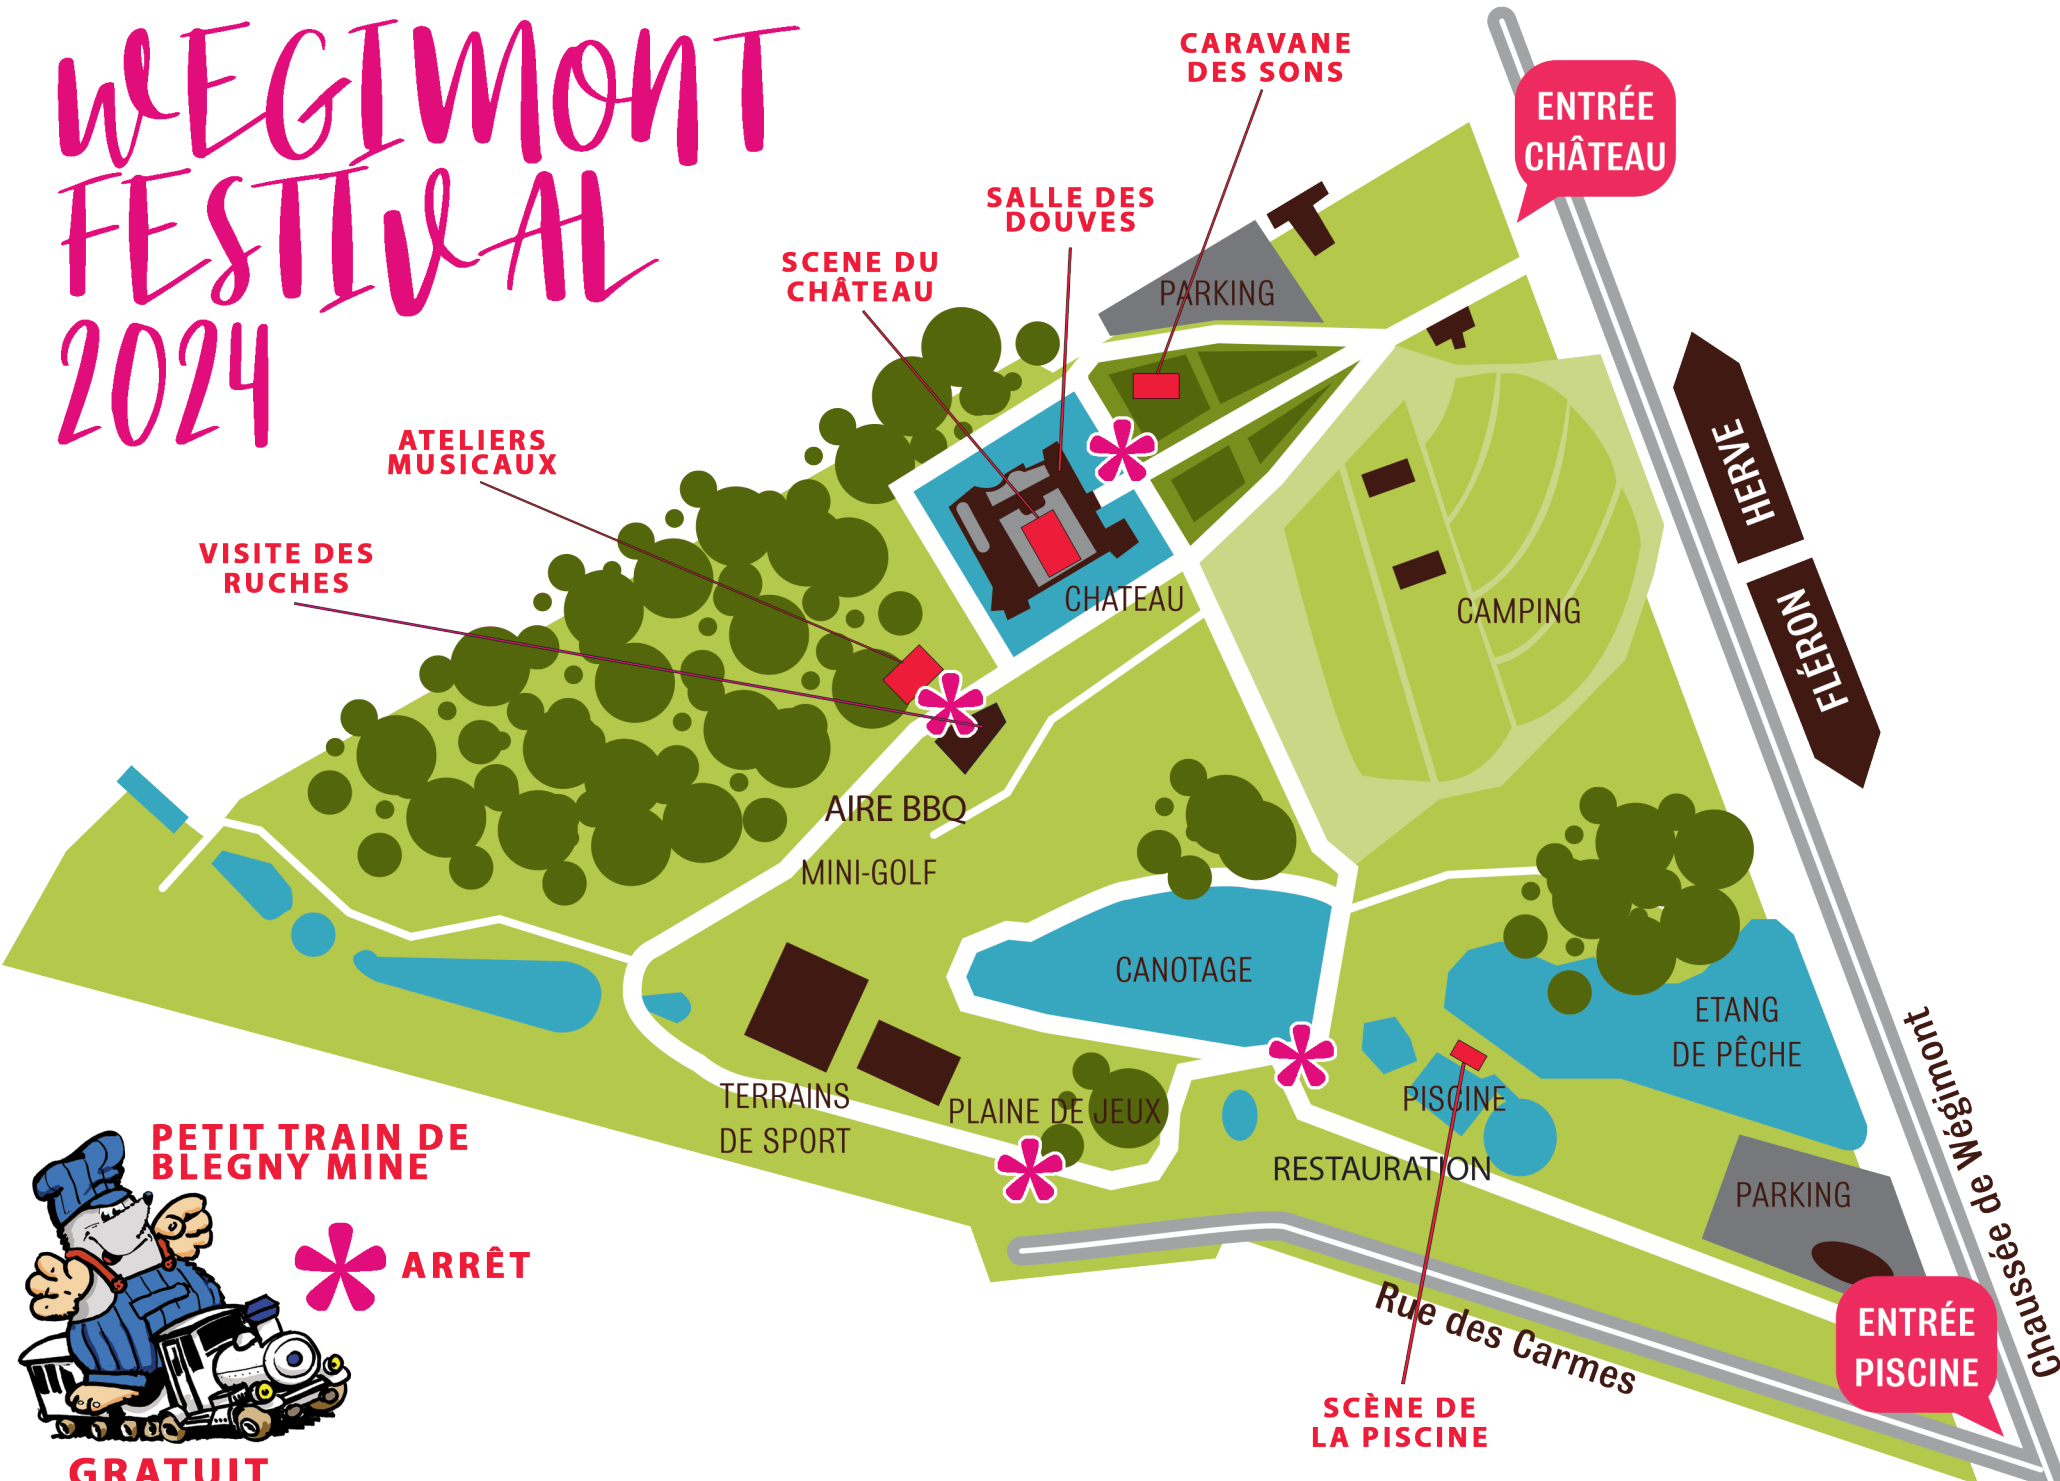 WEGIMONT
FESTIVAL
2024
CARAVANE
DES SONS
ENTRÉE
CHÂTEAU
SALLE DES
DOUVES
SCENE DU
CHÂTEAU
PARKING
ATELIERS
MUSICAUX
HERVE
VISITE DES
RUCHES
CHATEAU
CAMPING
FLÉRON
AIRE BBQ
MINI-GOLF
CANOTAGE
ETANG
DE PÊCHE
TERRAINS
DE SPORT
PLAINE DE JEUX
PISCINE
RESTAURATION
PARKING
Chaussée de Wégimont
PETIT TRAIN DE
BLEGNY MINE
ARRÊT
Rue des Carmes
ENTRÉE
PISCINE
SCÈNE DE
LA PISCINE
GRATUIT